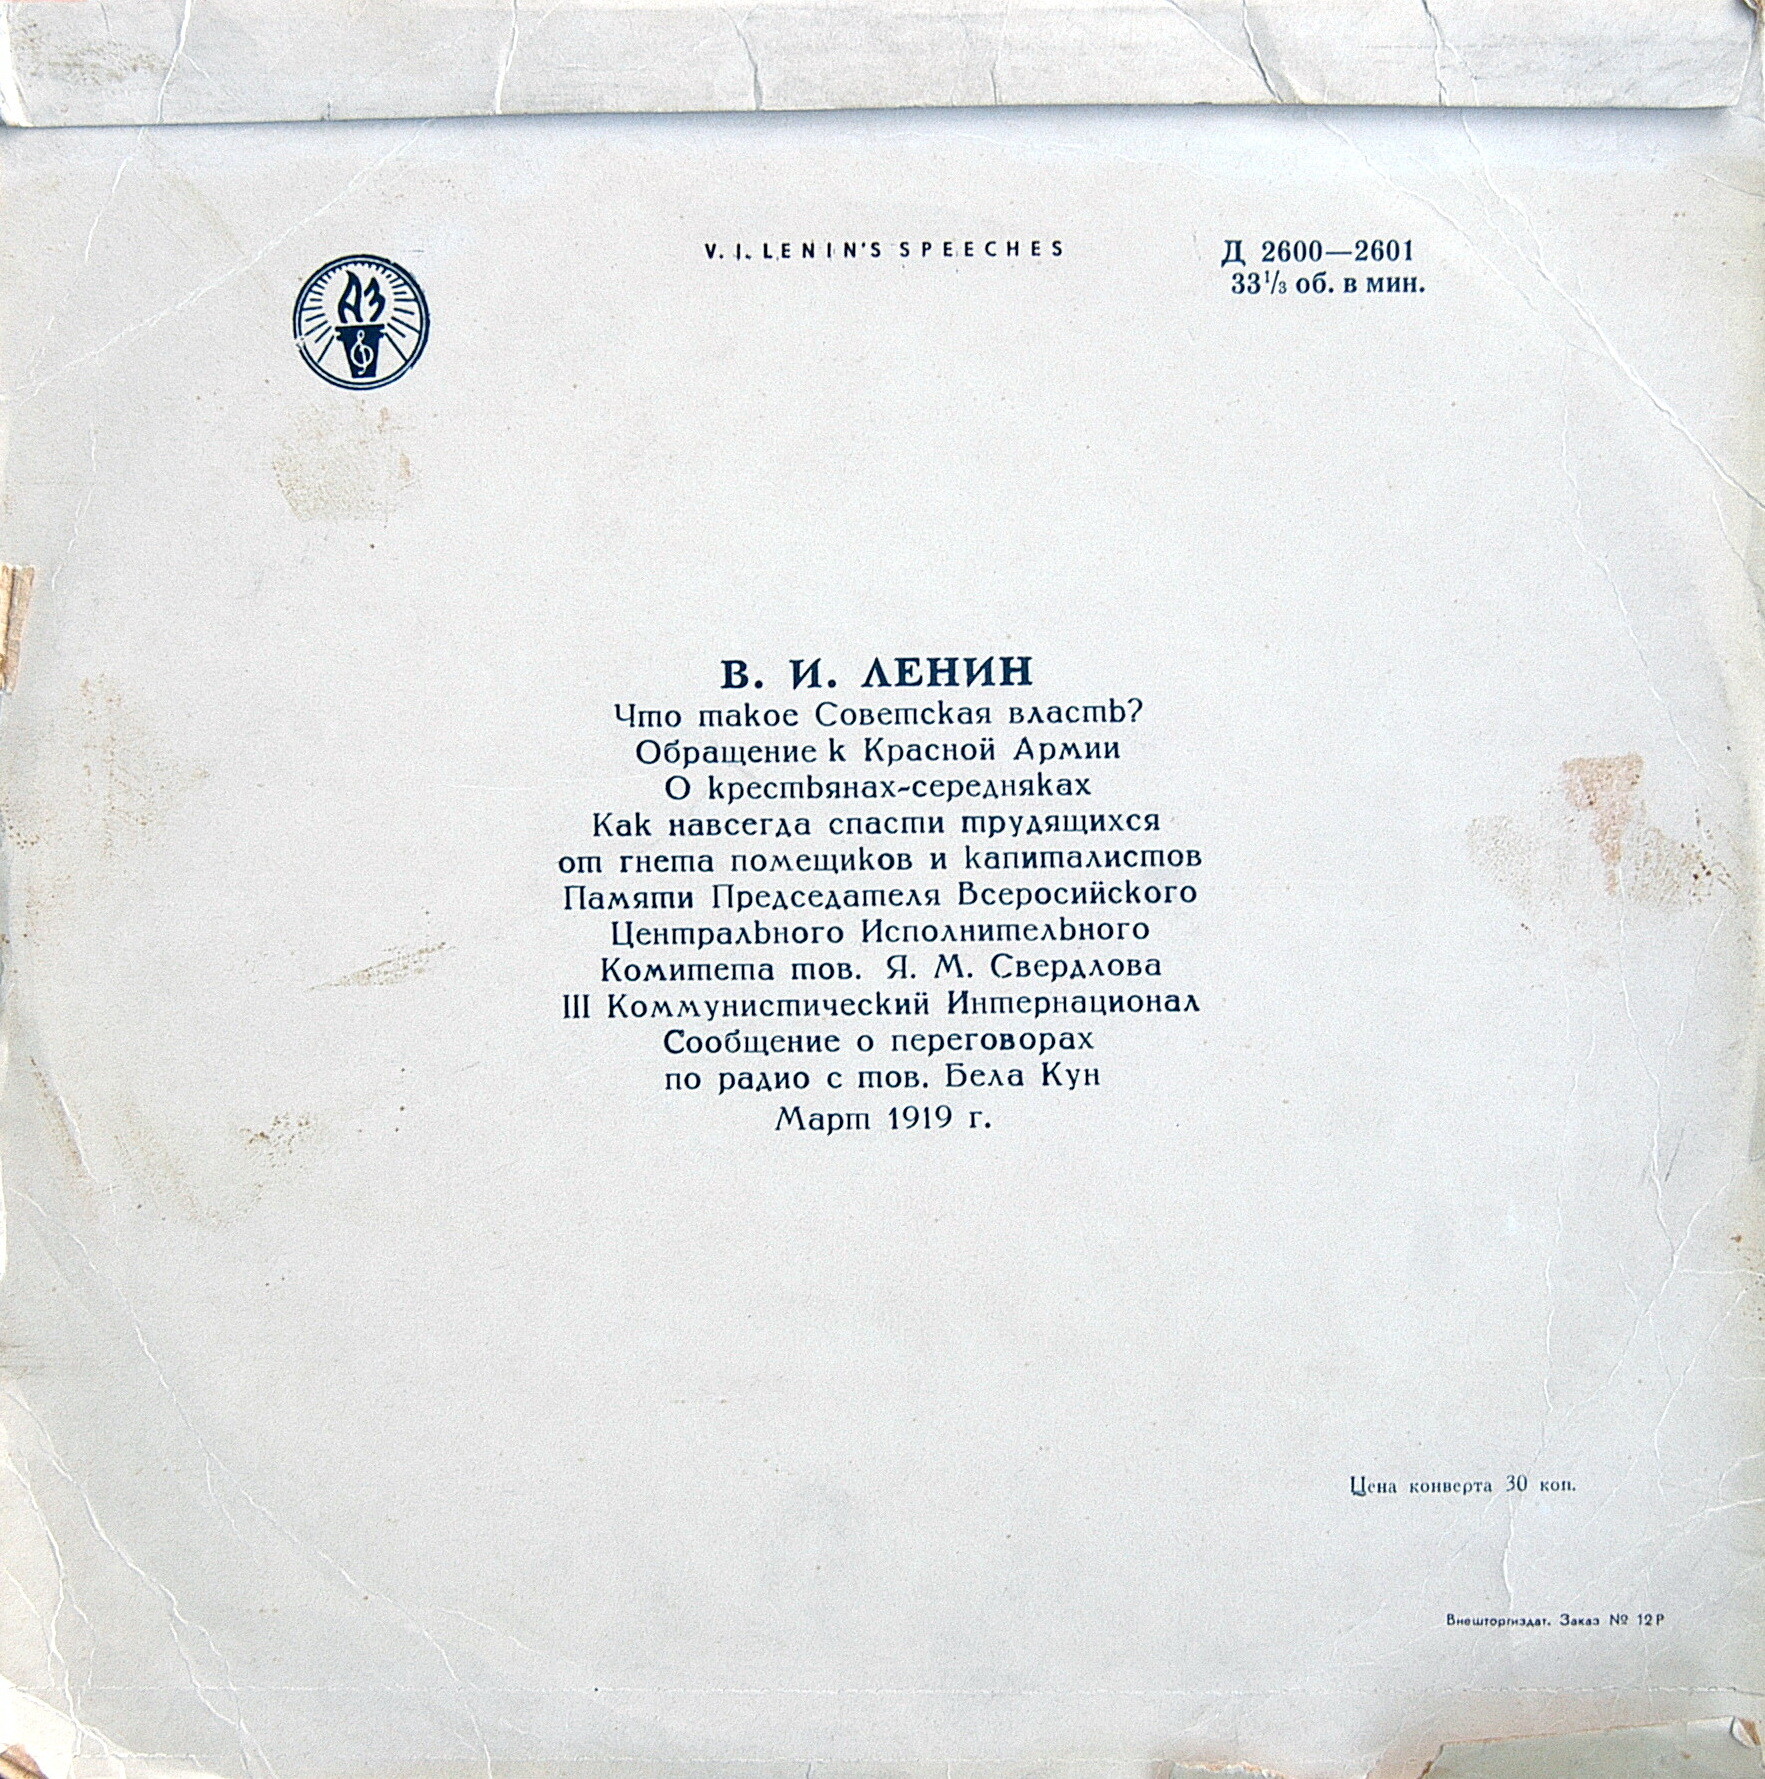 V. I. LENIN'S SPEECHES
Д 2600—2601
33⅓ об. в мин.
АЗ
В. И. ЛЕНИН
Что такое Советская власть?
Обращение к Красной Армии
О крестьянах-середняках
Как навсегда спасти трудящихся
от гнета помещиков и капиталистов
Памяти Председателя Всеросийского
Центрального Исполнительного
Комитета тов. Я. М. Свердлова
III Коммунистический Интернационал
Сообщение о переговорах
по радио с тов. Бела Кун
Март 1919 г.
Цена конверта 30 коп.
Внешторгиздат. Заказ № 12Р